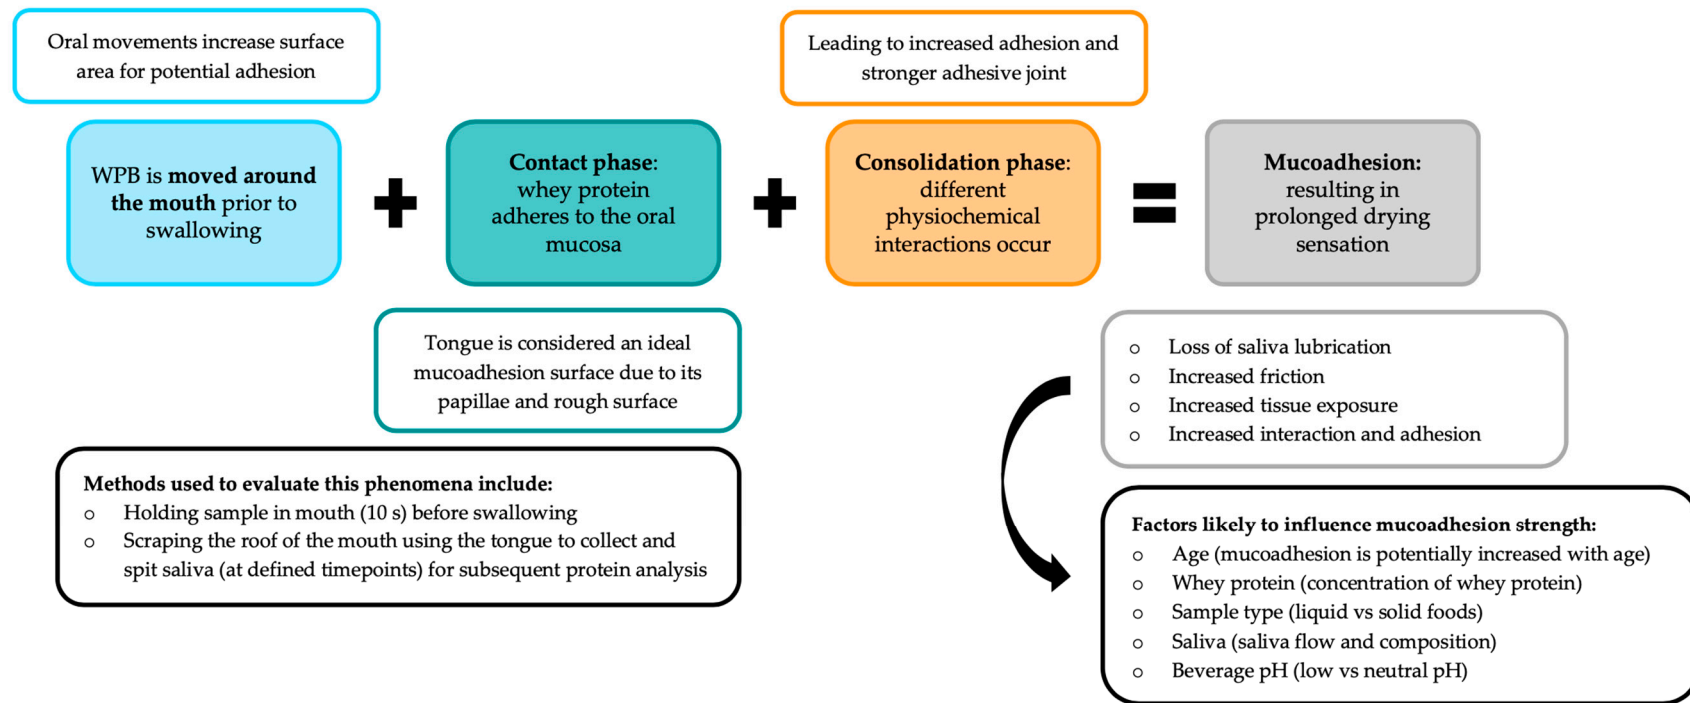 Oral movements increase surface
area for potential adhesion
Leading to increased adhesion and
stronger adhesive joint
WPB is moved around
the mouth prior to
swallowing
+
Contact phase:
whey protein
adheres to the oral
mucosa
+
Consolidation phase:
different
physiochemical
interactions occur
=
Mucoadhesion:
resulting in
prolonged drying
sensation
Tongue is considered an ideal
mucoadhesion surface due to its
papillae and rough surface
o Loss of saliva lubrication
o Increased friction
o Increased tissue exposure
o Increased interaction and adhesion
Methods used to evaluate this phenomena include:
o Holding sample in mouth (10 s) before swallowing
o Scraping the roof of the mouth using the tongue to collect and
spit saliva (at defined timepoints) for subsequent protein analysis
Factors likely to influence mucoadhesion strength:
o Age (mucoadhesion is potentially increased with age)
o Whey protein (concentration of whey protein)
o Sample type (liquid vs solid foods)
o Saliva (saliva flow and composition)
o Beverage pH (low vs neutral pH)